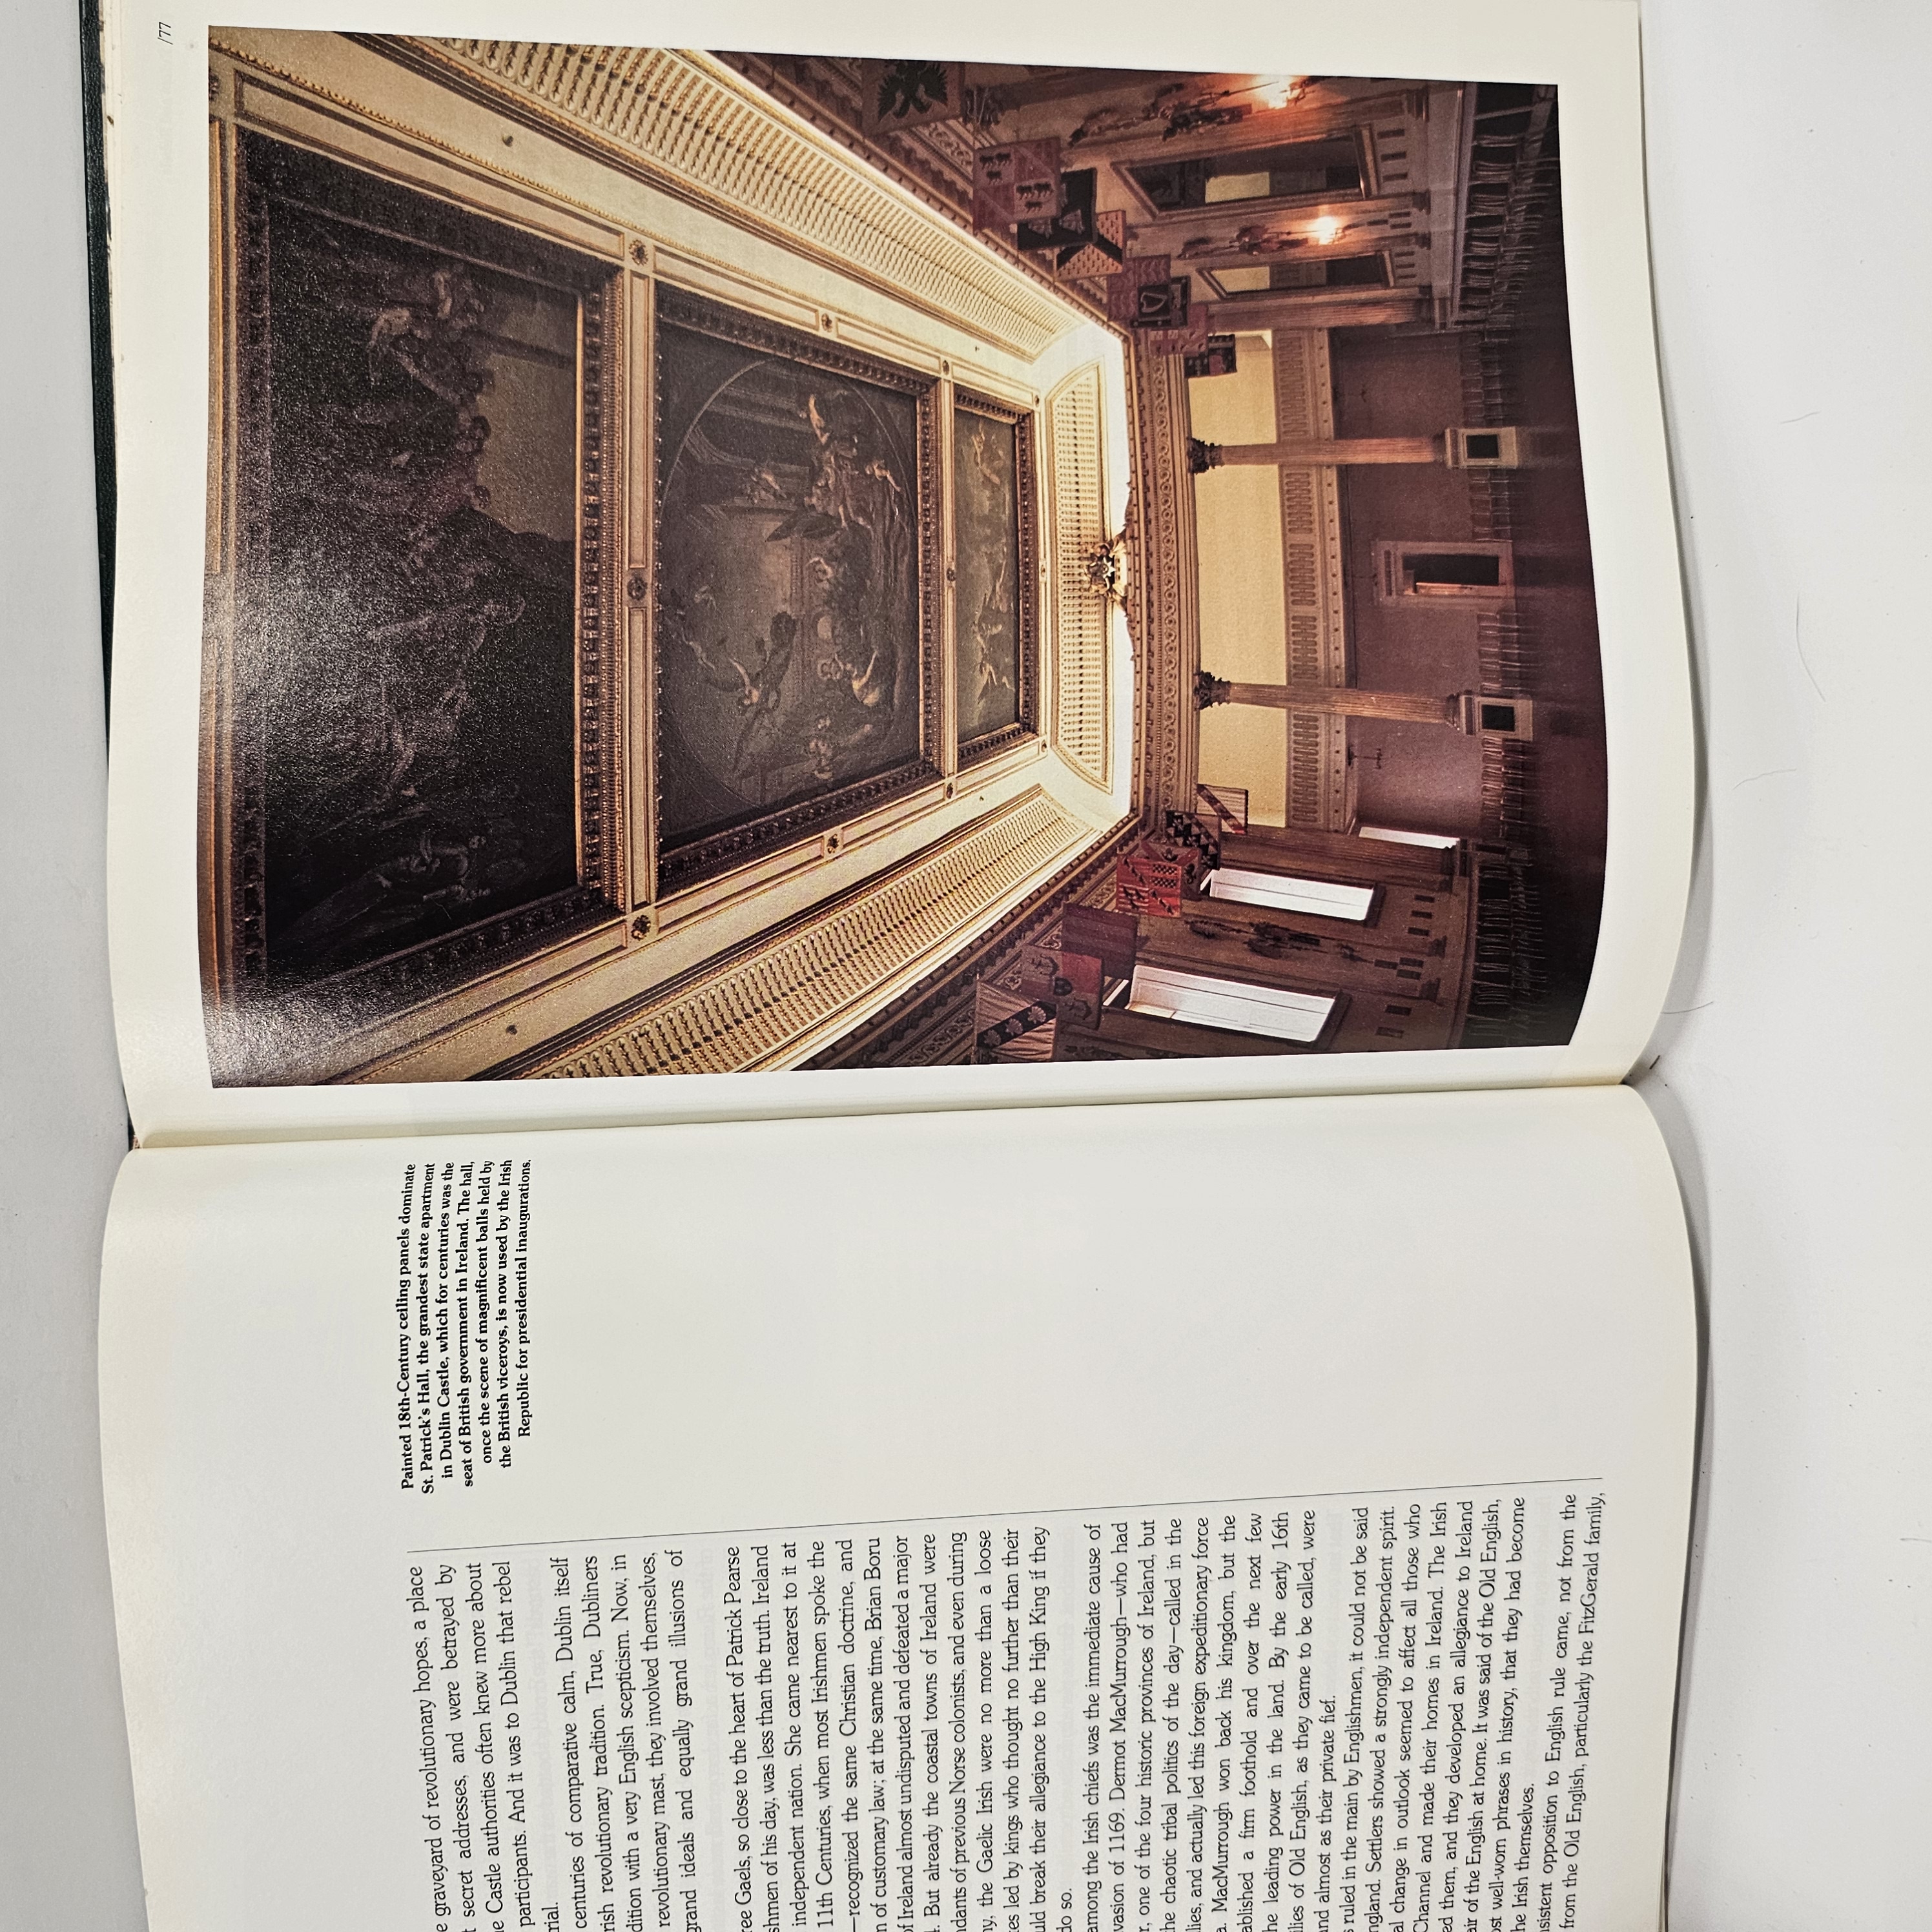 e graveyard of revolutionary hopes, a place
t secret addresses, and were betrayed by
e Castle authorities often knew more about
participants. And it was to Dublin that rebel
rial.
centuries of comparative calm, Dublin itself
rish revolutionary tradition. True, Dubliners
dition with a very English scepticism. Now, in
revolutionary mast, they involved themselves,
grand ideals and equally grand illusions of
ree Gaels, so close to the heart of Patrick Pearse
shmen of his day, was less than the truth. Ireland
independent nation. She came nearest to it at
11th Centuries, when most Irishmen spoke the
—recognized the same Christian doctrine, and
n of customary law; at the same time, Brian Boru
of Ireland almost undisputed and defeated a major
4. But already the coastal towns of Ireland were
ndants of previous Norse colonists, and even during
ny, the Gaelic Irish were no more than a loose
tes led by kings who thought no further than their
uld break their allegiance to the High King if they
do so.
among the Irish chiefs was the immediate cause of
vasion of 1169. Dermot MacMurrough—who had
r, one of the four historic provinces of Ireland, but
the chaotic tribal politics of the day—called in the
llies, and actually led this foreign expeditionary force
a. MacMurrough won back his kingdom, but the
ablished a firm foothold and over the next few
he leading power in the land. By the early 16th
ilies of Old English, as they came to be called, were
and almost as their private fief.
s ruled in the main by Englishmen, it could not be said
ngland. Settlers showed a strongly independent spirit.
al change in outlook seemed to affect all those who
Channel and made their homes in Ireland. The Irish
ed them, and they developed an allegiance to Ireland
air of the English at home. It was said of the Old English,
ost well-worn phrases in history, that they had become
he Irish themselves.
nsistent opposition to English rule came, not from the
from the Old English, particularly the FitzGerald family,
Painted 18th-Century ceiling panels dominate
St. Patrick's Hall, the grandest state apartment
in Dublin Castle, which for centuries was the
seat of British government in Ireland. The hall,
once the scene of magnificent balls held by
the British viceroys, is now used by the Irish
Republic for presidential inaugurations.
/77